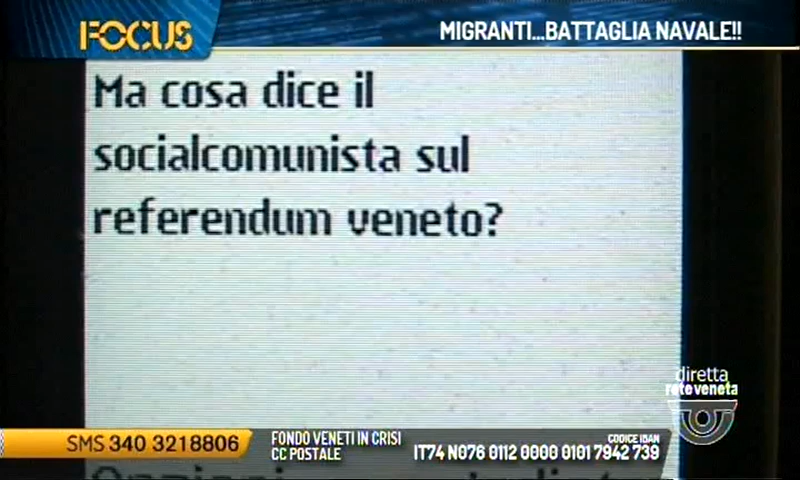 FOCUS
MIGRANTI...BATTAGLIA NAVALE!!
Ma cosa dice il
socialcomunista sul
referendum veneto?
diretta
reteveneta
SMS 340 3218806
FONDO VENETI IN CRISI
CC POSTALE
CODICE IBAN
IT74 N076 0112 0000 0101 7942 739
Opzioni